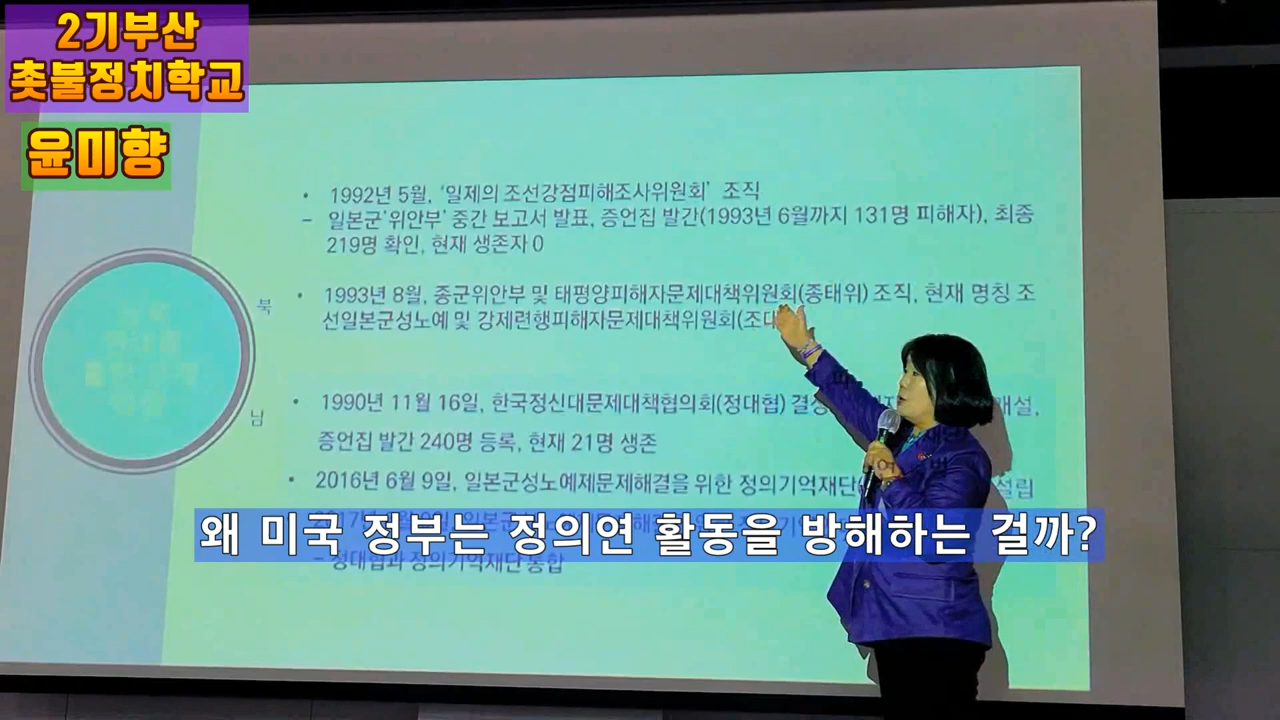 2기부산
촛불정치학교
윤미향
• 1992년 5월, ‘일제의 조선강점피해조사위원회’ 조직
– 일본군‘위안부’ 중간 보고서 발표, 증언집 발간(1993년 6월까지 131명 피해자), 최종
219명 확인, 현재 생존자 0
북
• 1993년 8월, 종군위안부 및 태평양피해자문제대책위원회(종태위) 조직, 현재 명칭 조
선일본군성노예 및 강제련행피해자문제대책위원회(조대
남
• 1990년 11월 16일, 한국정신대문제대책협의회(정대협) 결성
증언집 발간 240명 등록, 현재 21명 생존
• 2016년 6월 9일, 일본군성노예제문제해결을 위한 정의기억재단 설립
왜 미국 정부는 정의연 활동을 방해하는 걸까?
– 정대협과 정의기억재단 통합